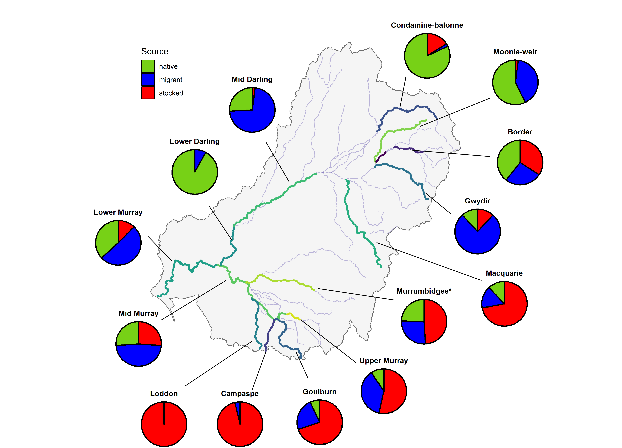 Condamine-balonne
Source
native
migrant
stocked
Moonie-weir
Mid Darling
Border
Lower Darling
Gwydir
Lower Murray
Macquarie
Murrumbidgee*
Mid Murray
Upper Murray
Loddon
Campaspe
Goulburn